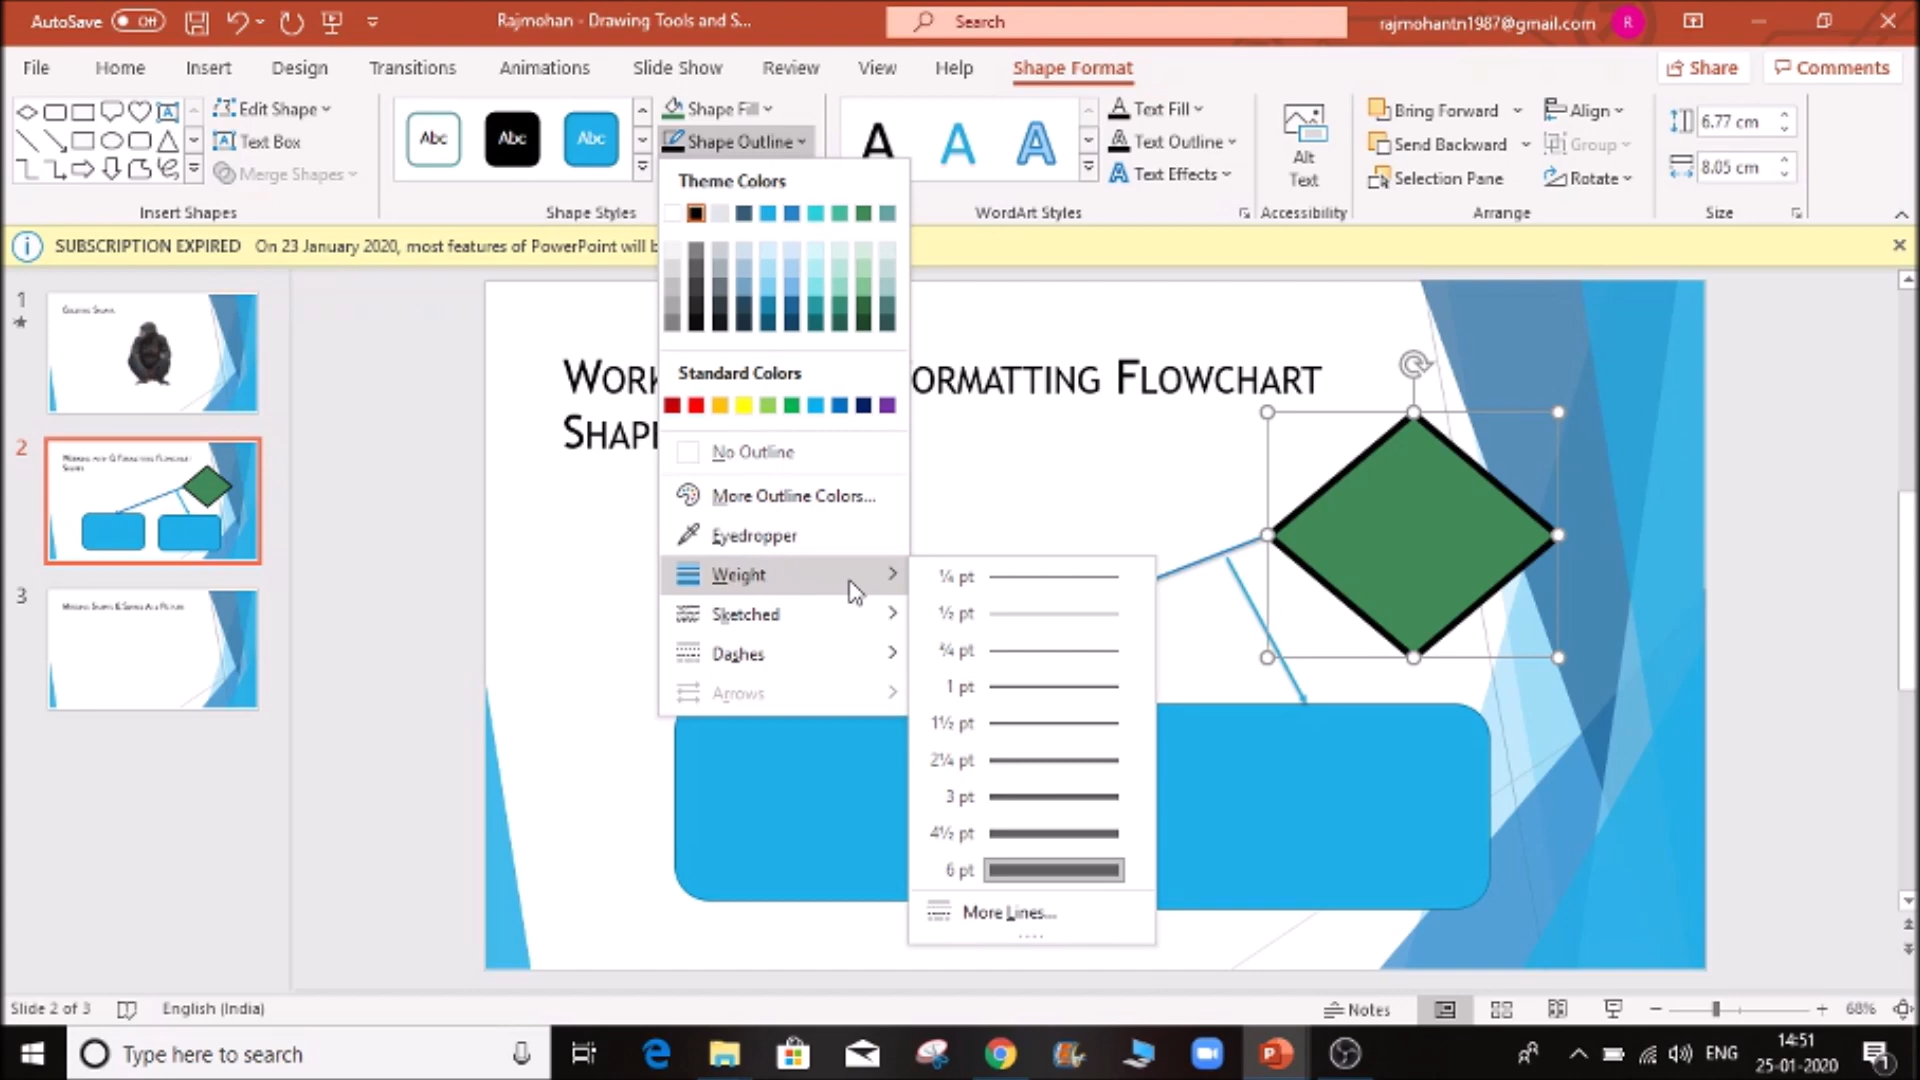 AutoSave Off Rajmohan - Drawing Tools and S... Search rajmohantn1987@gmail.com R
File Home Insert Design Transitions Animations Slide Show Review View Help Shape Format Share Comments
Edit Shape
Text Box
Merge Shapes
Insert Shapes
Abc Abc Abc
Shape Fill
Shape Outline
Shape Styles
A A A
Text Fill
Text Outline
Text Effects
WordArt Styles
Alt
Text
Accessibility
Bring Forward
Send Backward
Selection Pane
Align
Group
Rotate
Arrange
6.77 cm
8.05 cm
Size
SUBSCRIPTION EXPIRED On 23 January 2020, most features of PowerPoint will b
Theme Colors
Standard Colors
No Outline
More Outline Colors...
Eyedropper
Weight
Sketched
Dashes
Arrows
¼ pt
½ pt
¾ pt
1 pt
1½ pt
2¼ pt
3 pt
4½ pt
6 pt
More Lines...
1
2
3
WORK ORMATTING FLOWCHART
SHAP
Slide 2 of 3 English (India) Notes 68%
Type here to search
ENG
14:51
25-01-2020
1